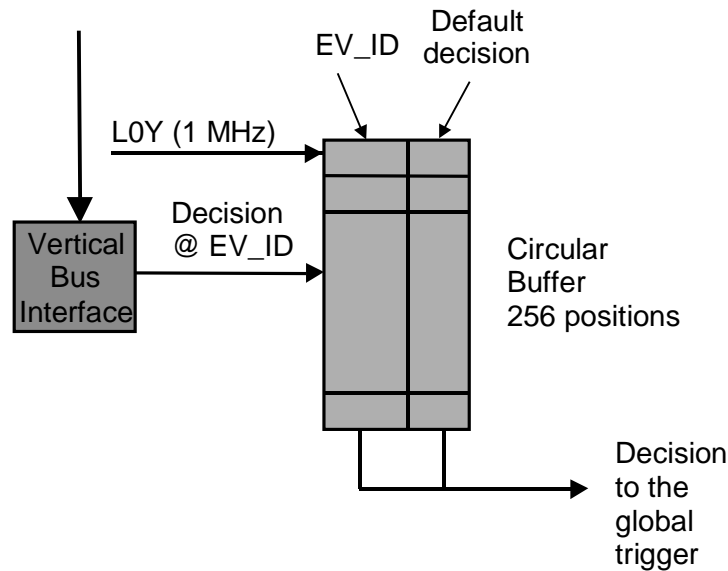 EV_ID
Default
decision
L0Y (1 MHz)
Decision
@ EV_ID
Vertical
Bus
Interface
Circular
Buffer
256 positions
Decision
to the
global
trigger